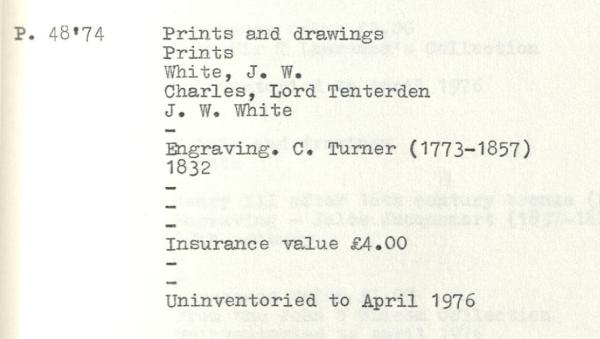 P. 48'74 Prints and drawings
Prints
White, J. W.
Charles, Lord Tenterden
J. W. White
–
Engraving. C. Turner (1773-1857)
1832
–
–
–
Insurance value £4.00
–
–
Uninventoried to April 1976